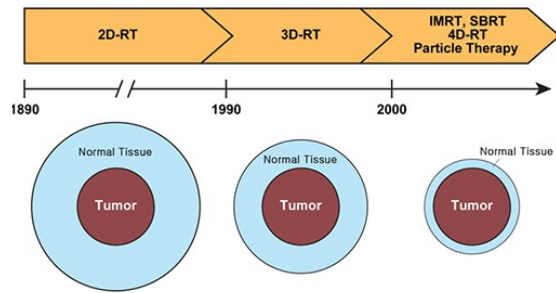 2D-RT
3D-RT
IMRT, SBRT
4D-RT
Particle Therapy
1890
1990
2000
Normal Tissue
Tumor
Normal Tissue
Tumor
Normal Tissue
Tumor